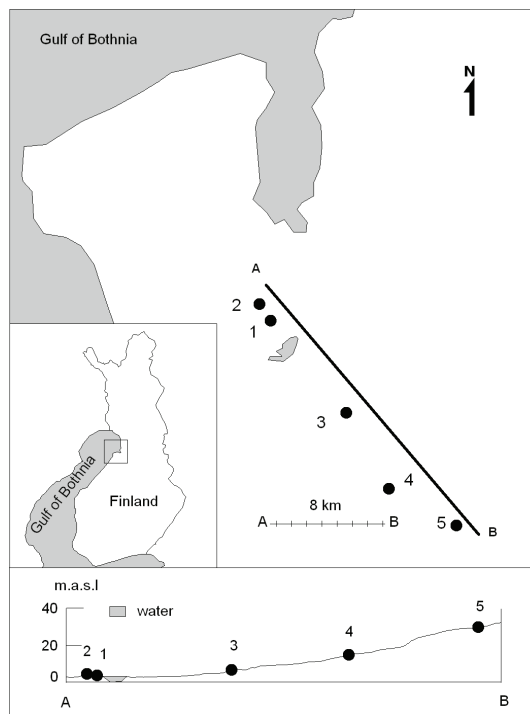 Gulf of Bothnia
N
A
2
1
3
4
8 km
A B
5
B
Gulf of Bothnia
Finland
m.a.s.l
40
water
20
0
2 1
3
4
5
A B